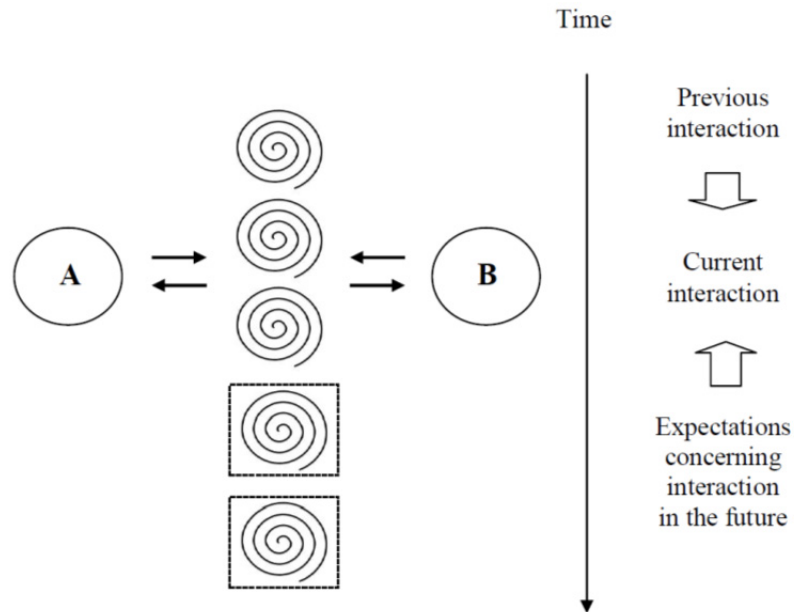 Time
Previous
interaction
A
B
Current
interaction
Expectations
concerning
interaction
in the future